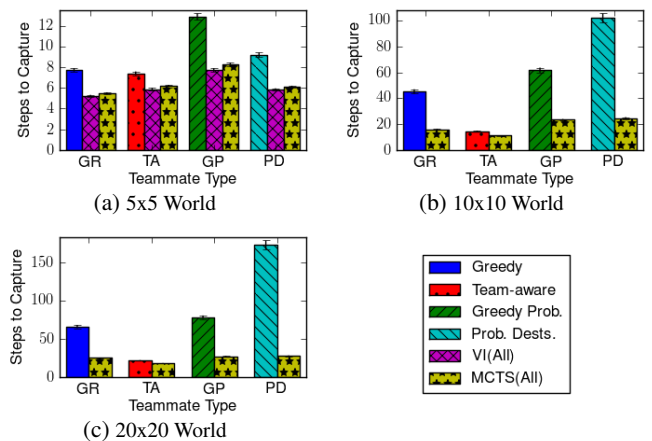 12
10
8
6
4
2
0
Steps to Capture
GR TA GP PD
Teammate Type
(a) 5x5 World
100
80
60
40
20
0
Steps to Capture
GR TA GP PD
Teammate Type
(b) 10x10 World
150
100
50
0
Steps to Capture
GR TA GP PD
Teammate Type
(c) 20x20 World
Greedy
Team-aware
Greedy Prob.
Prob. Dests.
VI(All)
MCTS(All)